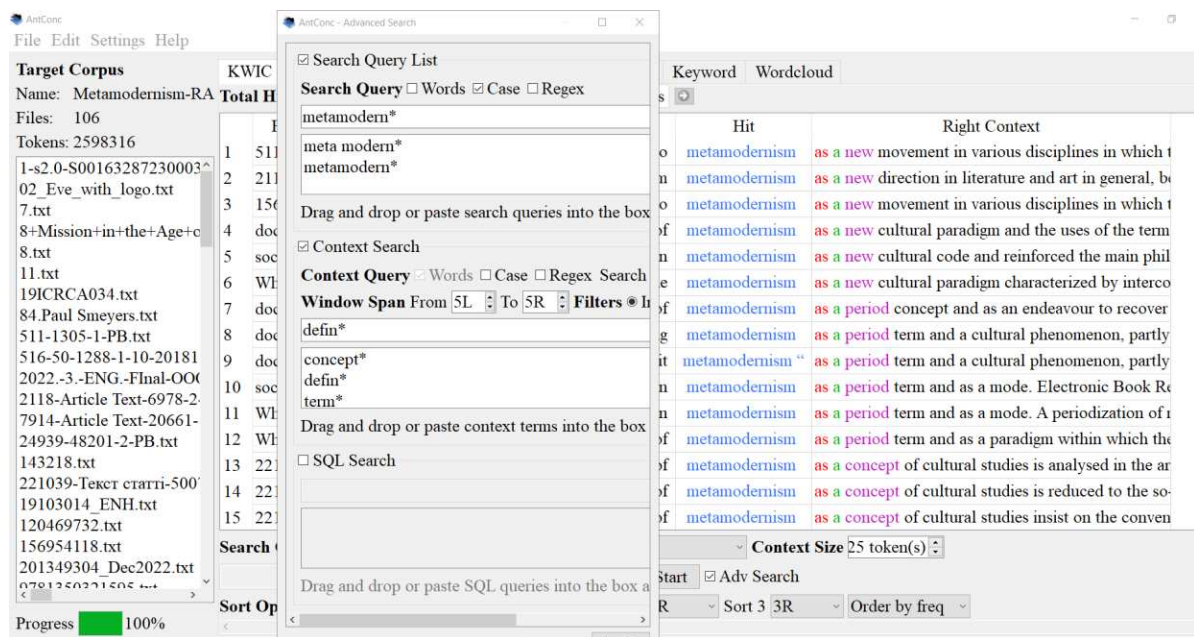 AntConc
File Edit Settings Help
Target Corpus
Name: Metamodernism-RA
Files: 106
Tokens: 2598316
1-s2.0-S00163287230003
02_Eve_with_logo.txt
7.txt
8+Mission+in+the+Age+o
8.txt
11.txt
19ICRCA034.txt
84.Paul Smeyers.txt
511-1305-1-PB.txt
516-50-1288-1-10-20181
2022.-3.-ENG.-FInal-OO
2118-Article Text-6978-2
7914-Article Text-20661-
24939-48201-2-PB.txt
143218.txt
221039-Текст статті-500
19103014_ENH.txt
120469732.txt
156954118.txt
201349304_Dec2022.txt
Progress 100%
AntConc - Advanced Search
Search Query List
Search Query Words Case Regex
metamodern*
meta modern*
metamodern*
Drag and drop or paste search queries into the box
Context Search
Context Query Words Case Regex Search
Window Span From 5L To 5R Filters
defin*
concept*
defin*
term*
Drag and drop or paste context terms into the box
SQL Search
Drag and drop or paste SQL queries into the box a
KWIC
Keyword Wordcloud
Total H
Hit Right Context
1 511 metamodernism as a new movement in various disciplines in which t
2 211 metamodernism as a new direction in literature and art in general, b
3 156 metamodernism as a new movement in various disciplines in which t
4 doc of metamodernism as a new cultural paradigm and the uses of the term
5 soc metamodernism as a new cultural code and reinforced the main phil
6 Wh metamodernism as a new cultural paradigm characterized by interco
7 doc of metamodernism as a period concept and as an endeavour to recover
8 doc metamodernism as a period term and a cultural phenomenon, partly
9 doc it metamodernism “ as a period term and a cultural phenomenon, partly
10 soc metamodernism as a period term and as a mode. Electronic Book Re
11 Wh metamodernism as a period term and as a mode. A periodization of
12 Wh of metamodernism as a period term and as a paradigm within which the
13 221 of metamodernism as a concept of cultural studies is analysed in the ar
14 221 of metamodernism as a concept of cultural studies is reduced to the so-
15 221 of metamodernism as a concept of cultural studies insist on the conven
Search Context Size 25 token(s)
Start Adv Search
Sort Op R Sort 3 3R Order by freq